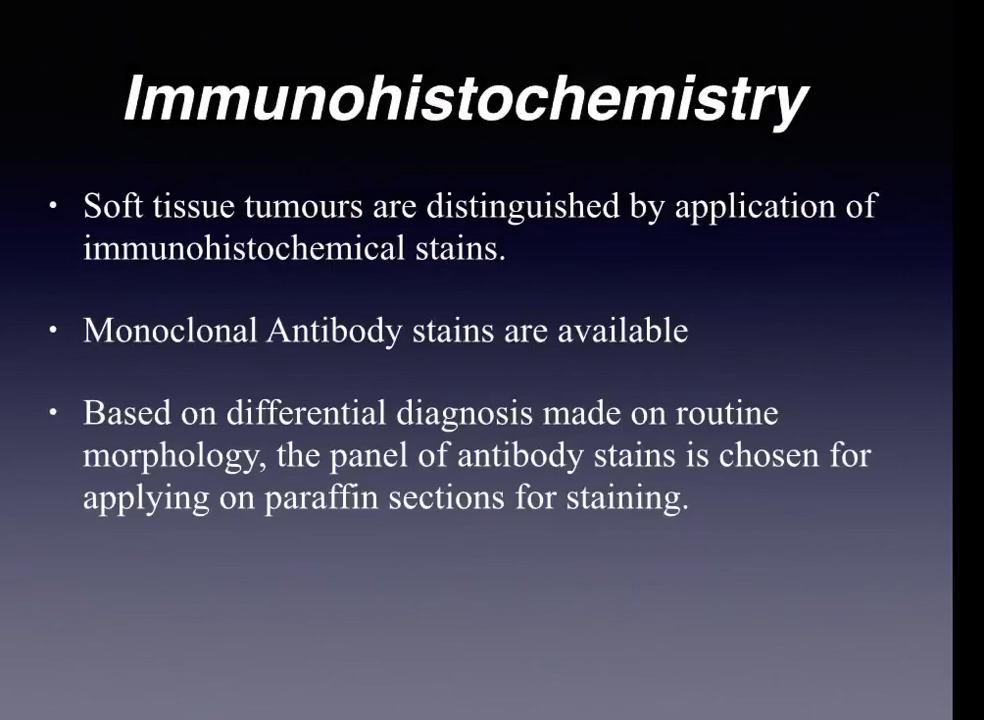 Immunohistochemistry
• Soft tissue tumours are distinguished by application of
immunohistochemical stains.
• Monoclonal Antibody stains are available
• Based on differential diagnosis made on routine
morphology, the panel of antibody stains is chosen for
applying on paraffin sections for staining.